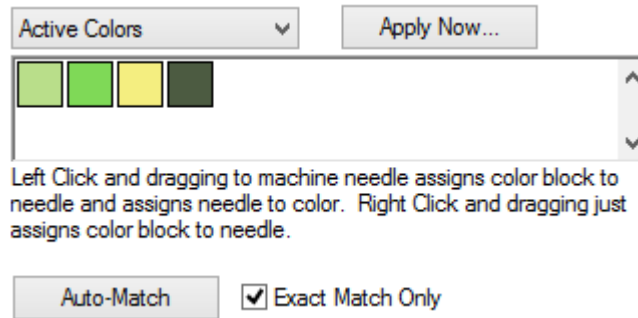 Active Colors
Apply Now...
Left Click and dragging to machine needle assigns color block to
needle and assigns needle to color.  Right Click and dragging just
assigns color block to needle.
Auto-Match
Exact Match Only